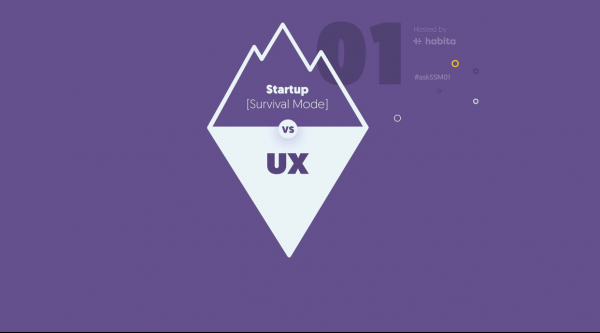 01
Hosted by
habita
#askSSM01
Startup
[Survival Mode]
VS
UX